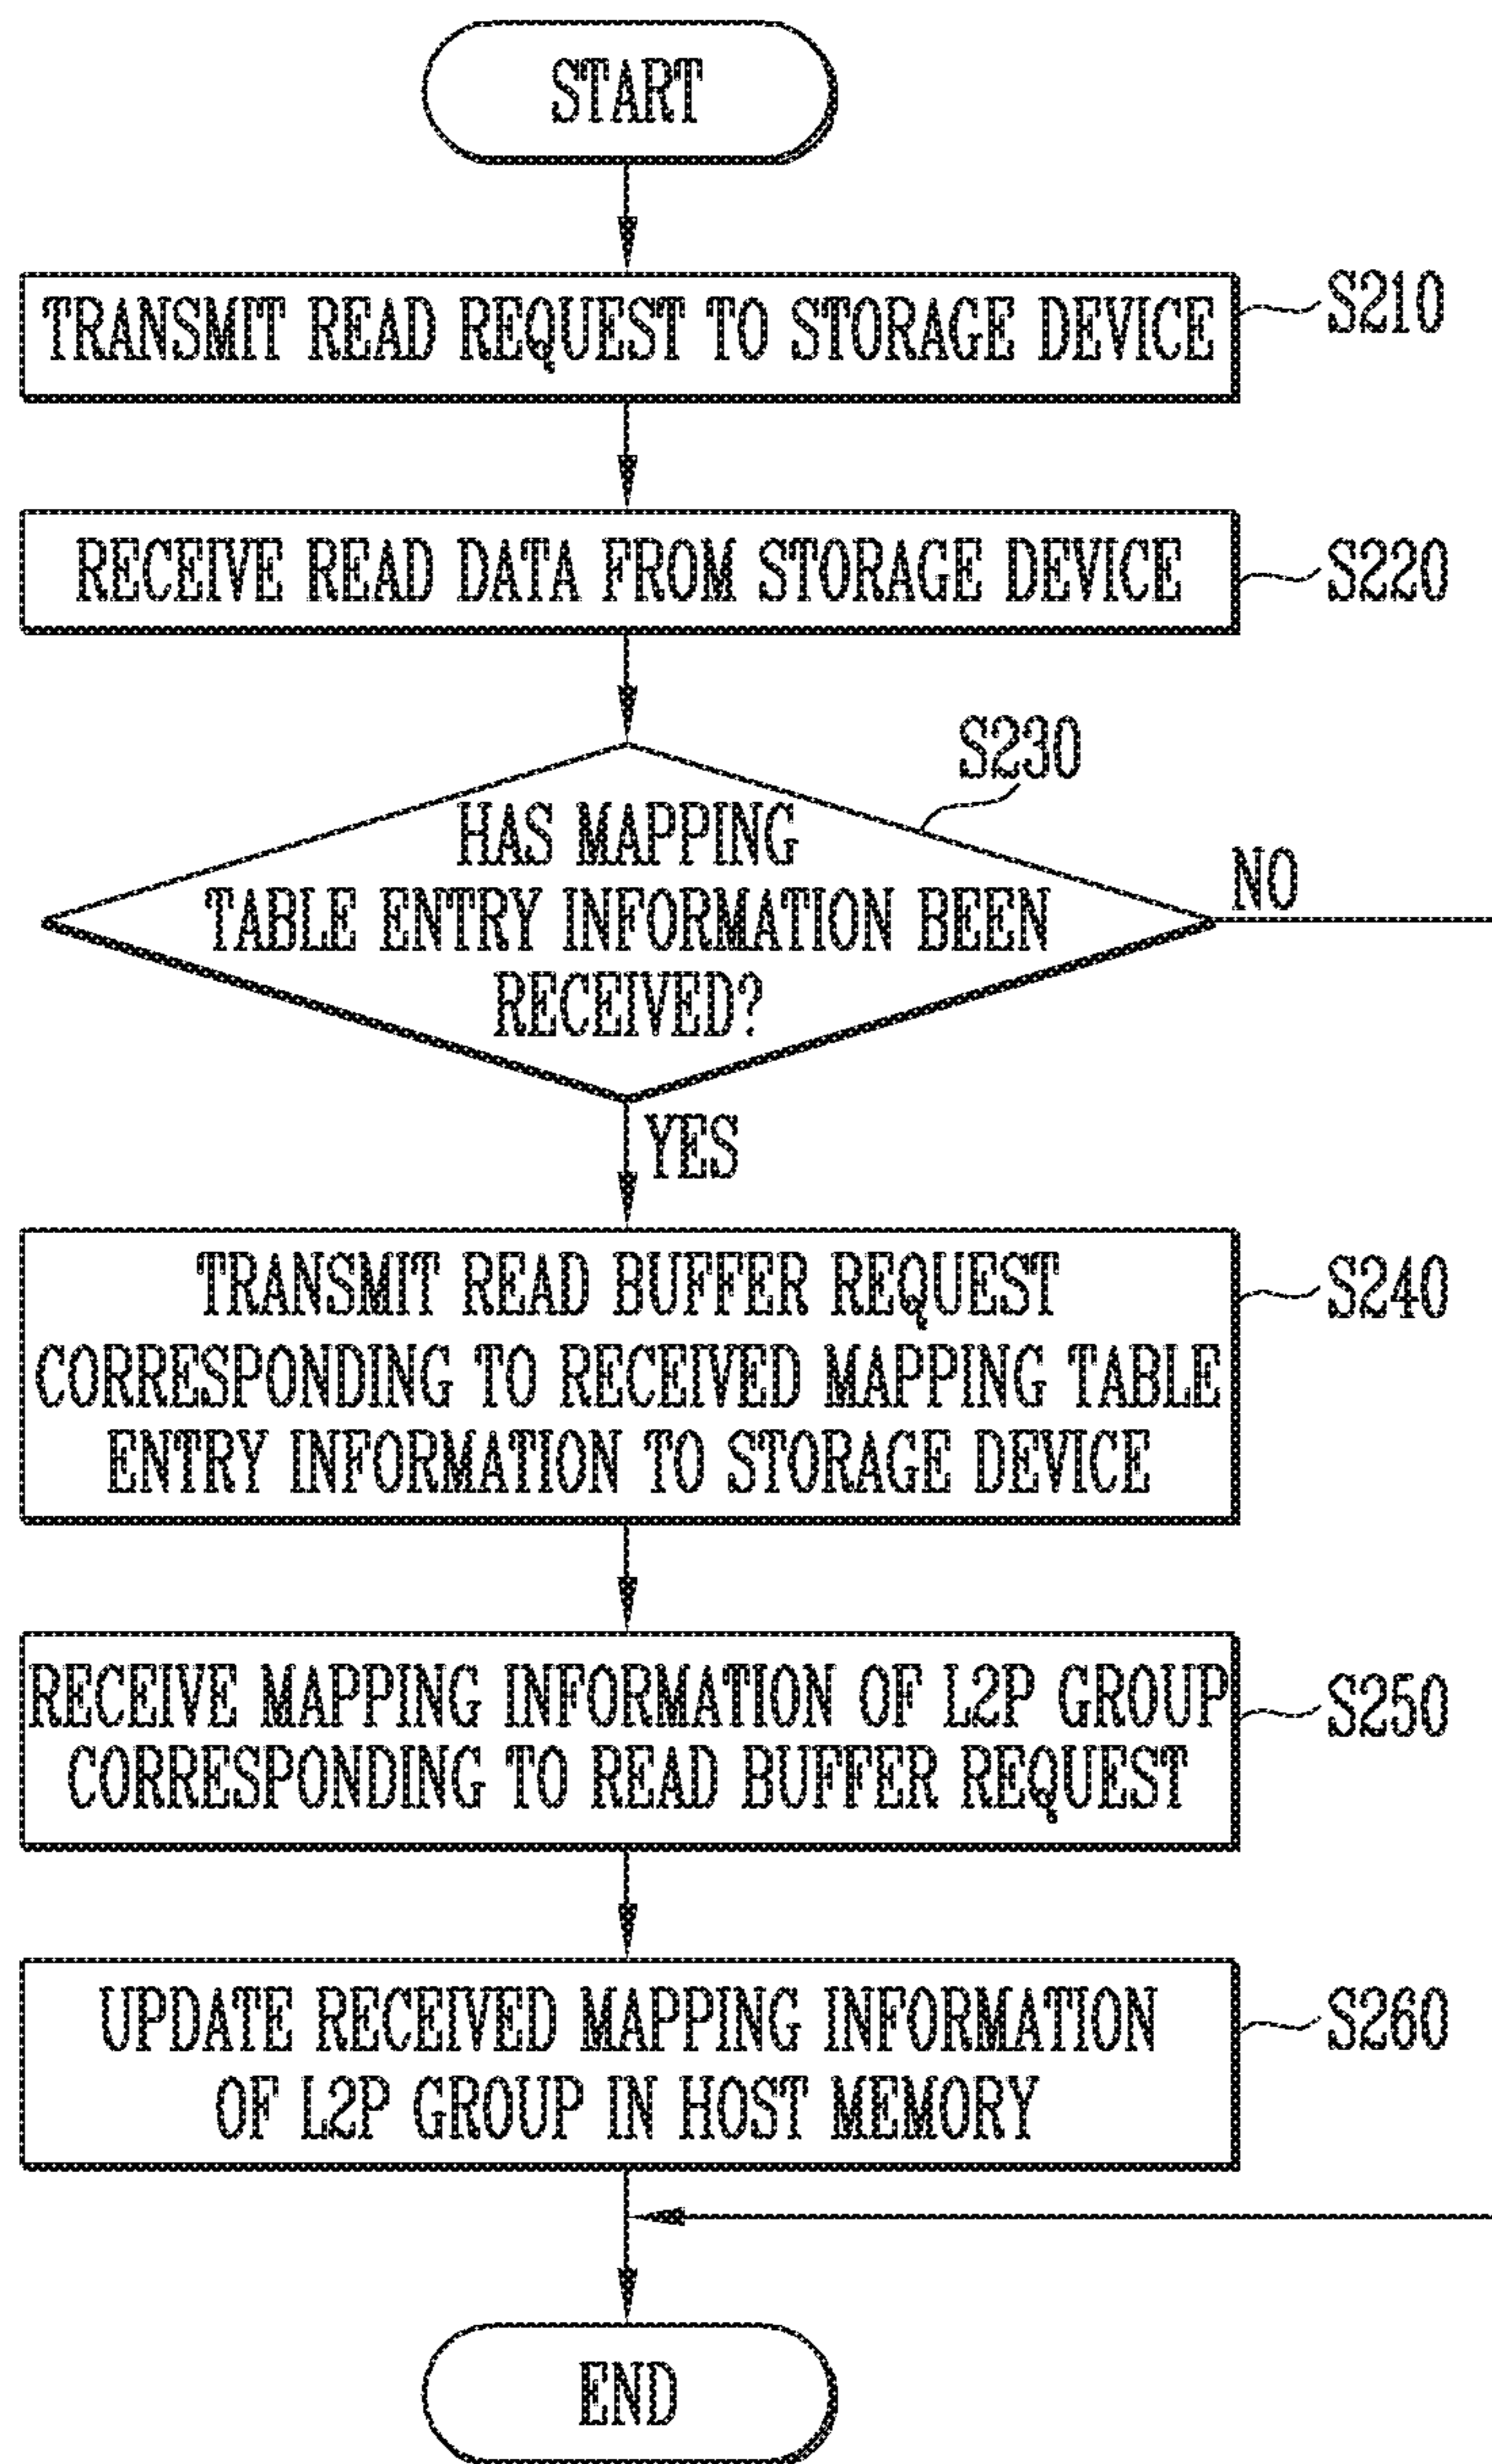 START
TRANSMIT READ REQUEST TO STORAGE DEVICE
S210
RECEIVE READ DATA FROM STORAGE DEVICE
S220
S230
HAS MAPPING
TABLE ENTRY INFORMATION BEEN
RECEIVED?
NO
YES
TRANSMIT READ BUFFER REQUEST
CORRESPONDING TO RECEIVED MAPPING TABLE
ENTRY INFORMATION TO STORAGE DEVICE
S240
RECEIVE MAPPING INFORMATION OF L2P GROUP
CORRESPONDING TO READ BUFFER REQUEST
S250
UPDATE RECEIVED MAPPING INFORMATION
OF L2P GROUP IN HOST MEMORY
S260
END